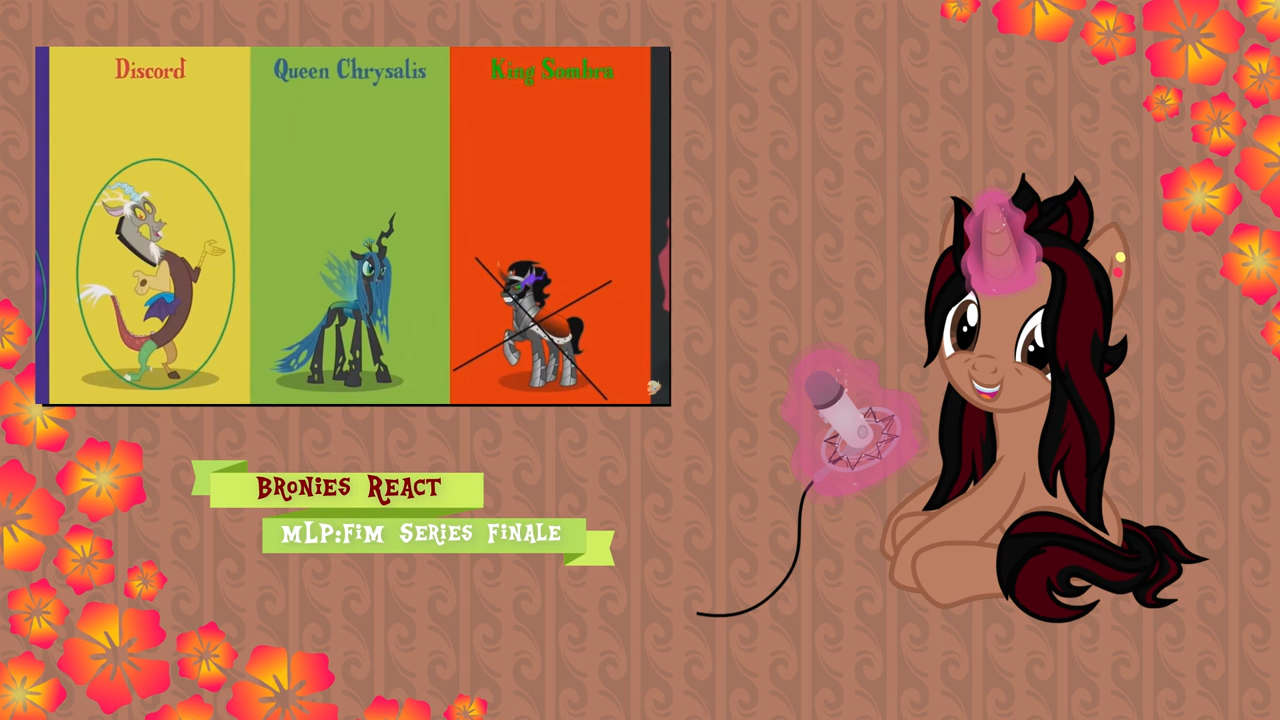 Discord
Queen Chrysalis
King Sombra
Bronies React
MLP:FiM Series Finale